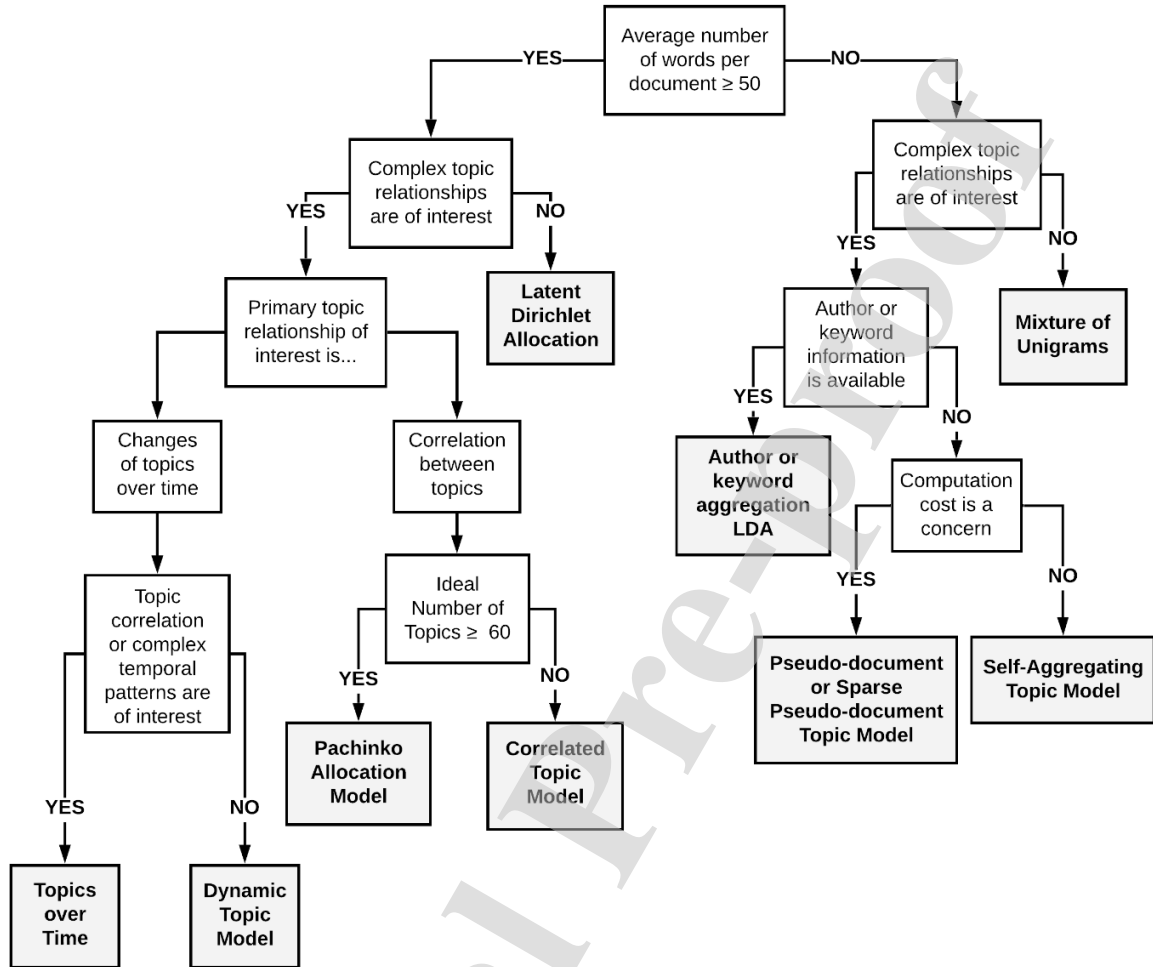 Average number
of words per
document ≥ 50
YES
NO
Complex topic
relationships
are of interest
YES
NO
Complex topic
relationships
are of interest
YES
NO
Primary topic
relationship of
interest is...
Latent
Dirichlet
Allocation
Author or
keyword
information
is available
YES
NO
Mixture of
Unigrams
Changes
of topics
over time
Correlation
between
topics
Author or
keyword
aggregation
LDA
Computation
cost is a
concern
YES
NO
Topic
correlation
or complex
temporal
patterns are
of interest
YES
NO
Ideal
Number of
Topics ≥ 60
YES
NO
Pseudo-document
or Sparse
Pseudo-document
Topic Model
Self-Aggregating
Topic Model
Pachinko
Allocation
Model
Correlated
Topic
Model
Topics
over
Time
Dynamic
Topic
Model
l Pre-proof